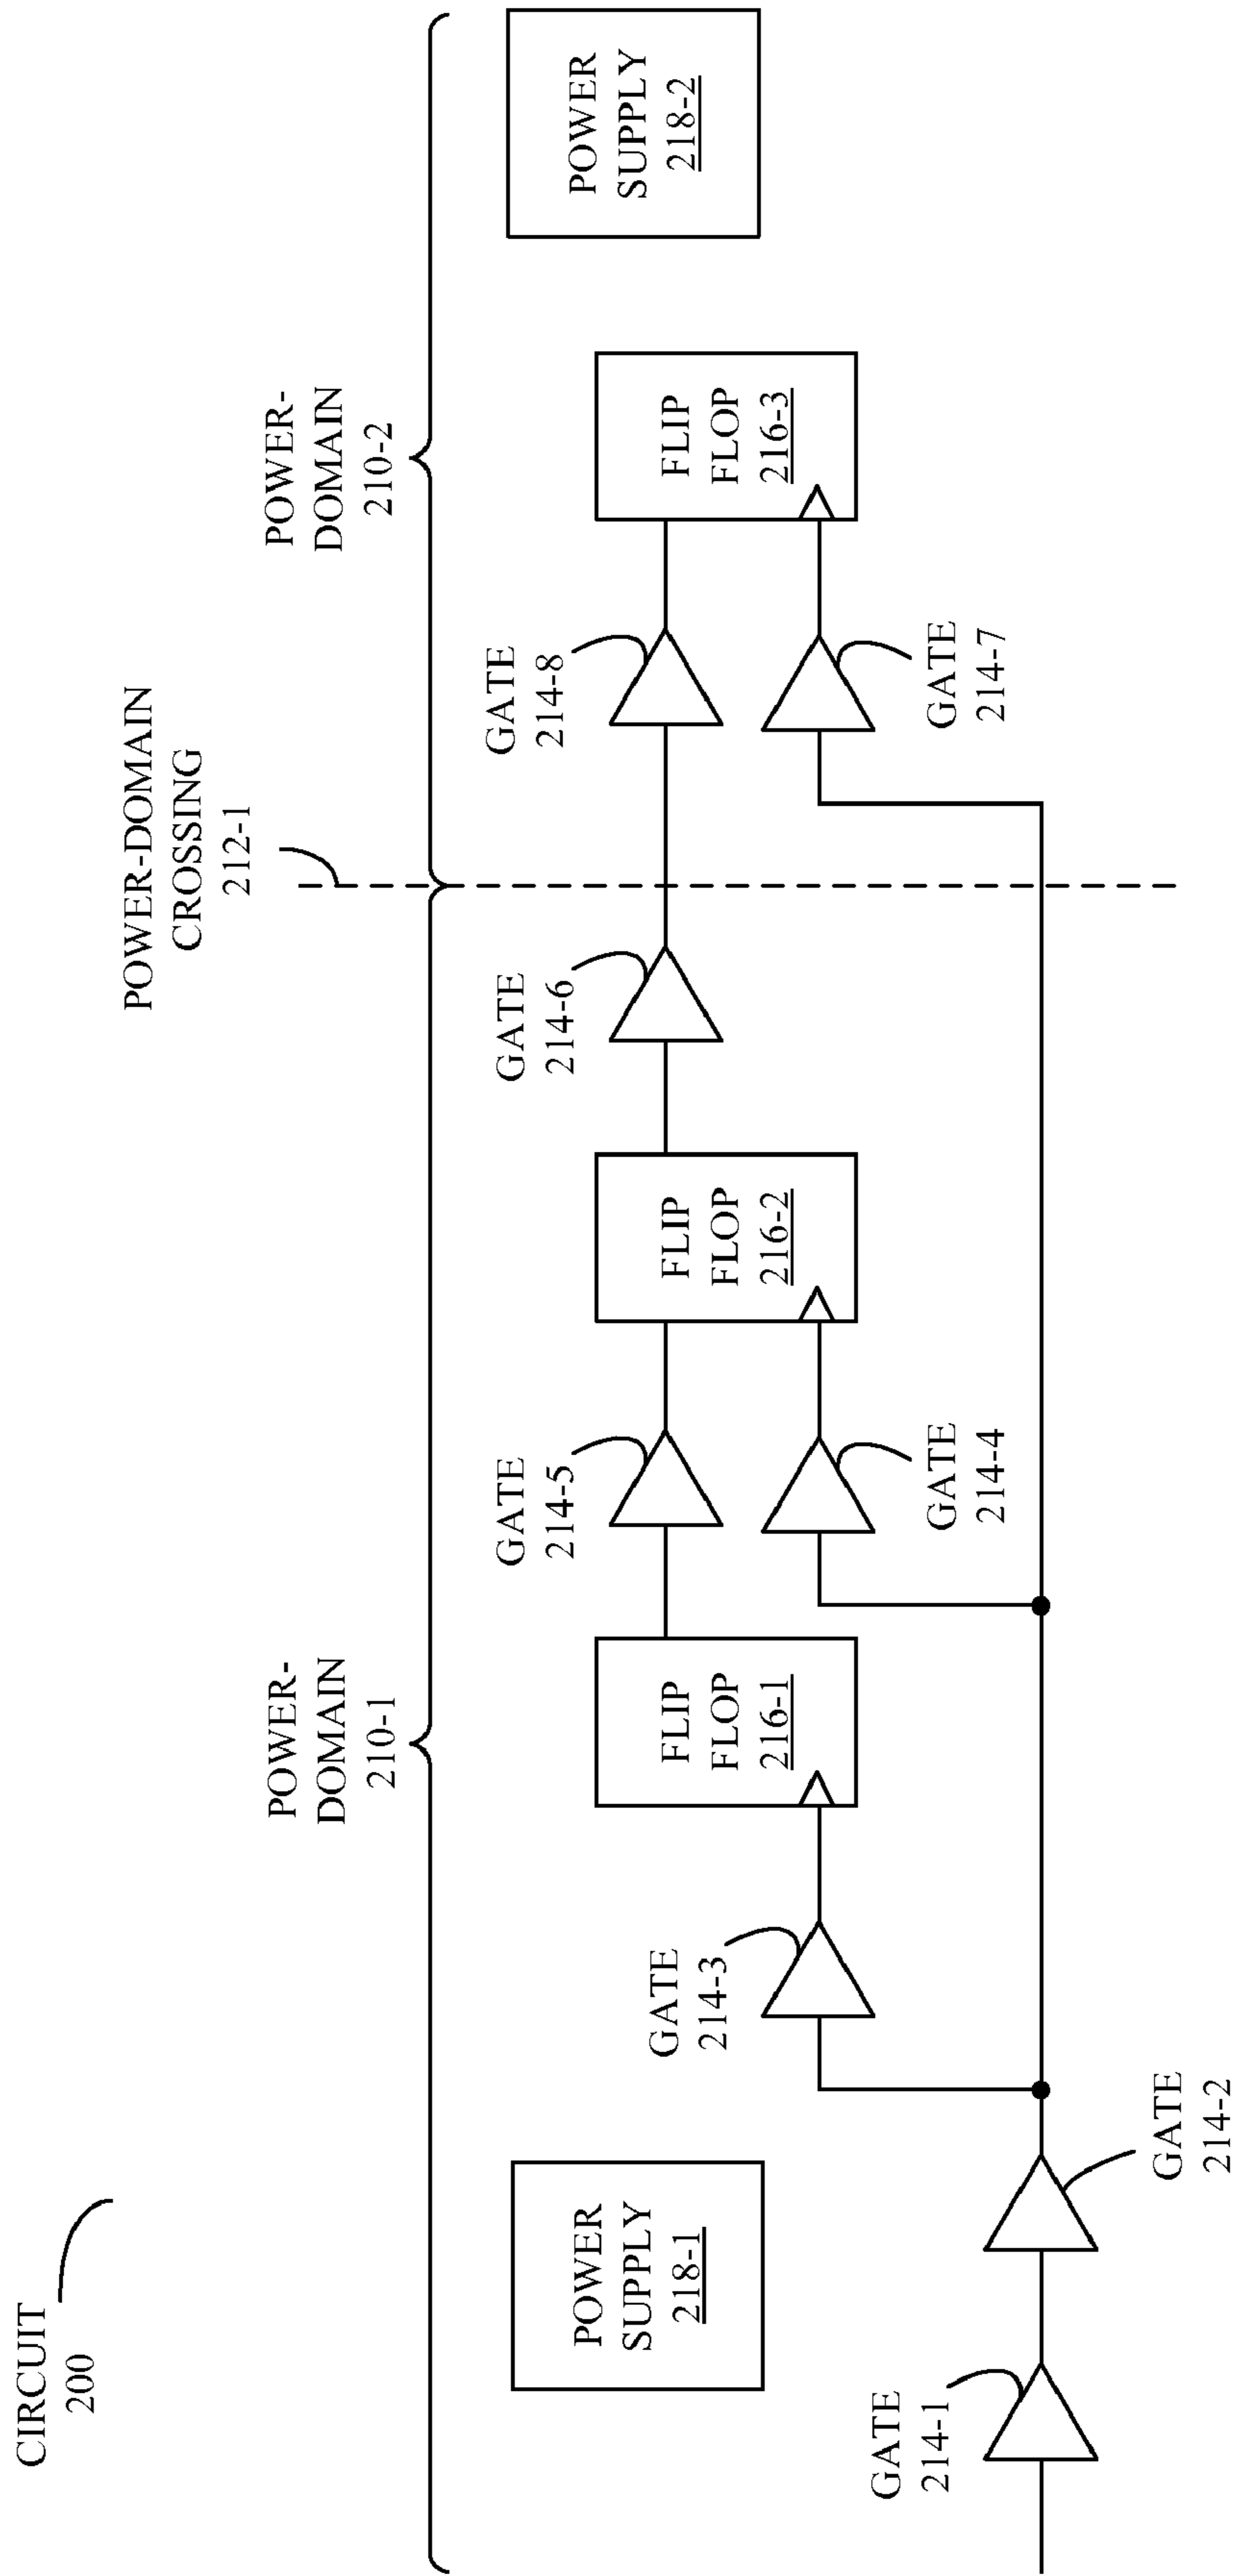 CIRCUIT
200
POWER-DOMAIN
CROSSING
212-1
POWER-
DOMAIN
210-1
POWER-
DOMAIN
210-2
POWER
SUPPLY
218-1
GATE
214-1
GATE
214-2
GATE
214-3
FLIP
FLOP
216-1
GATE
214-5
GATE
214-4
FLIP
FLOP
216-2
GATE
214-6
GATE
214-8
GATE
214-7
FLIP
FLOP
216-3
POWER
SUPPLY
218-2